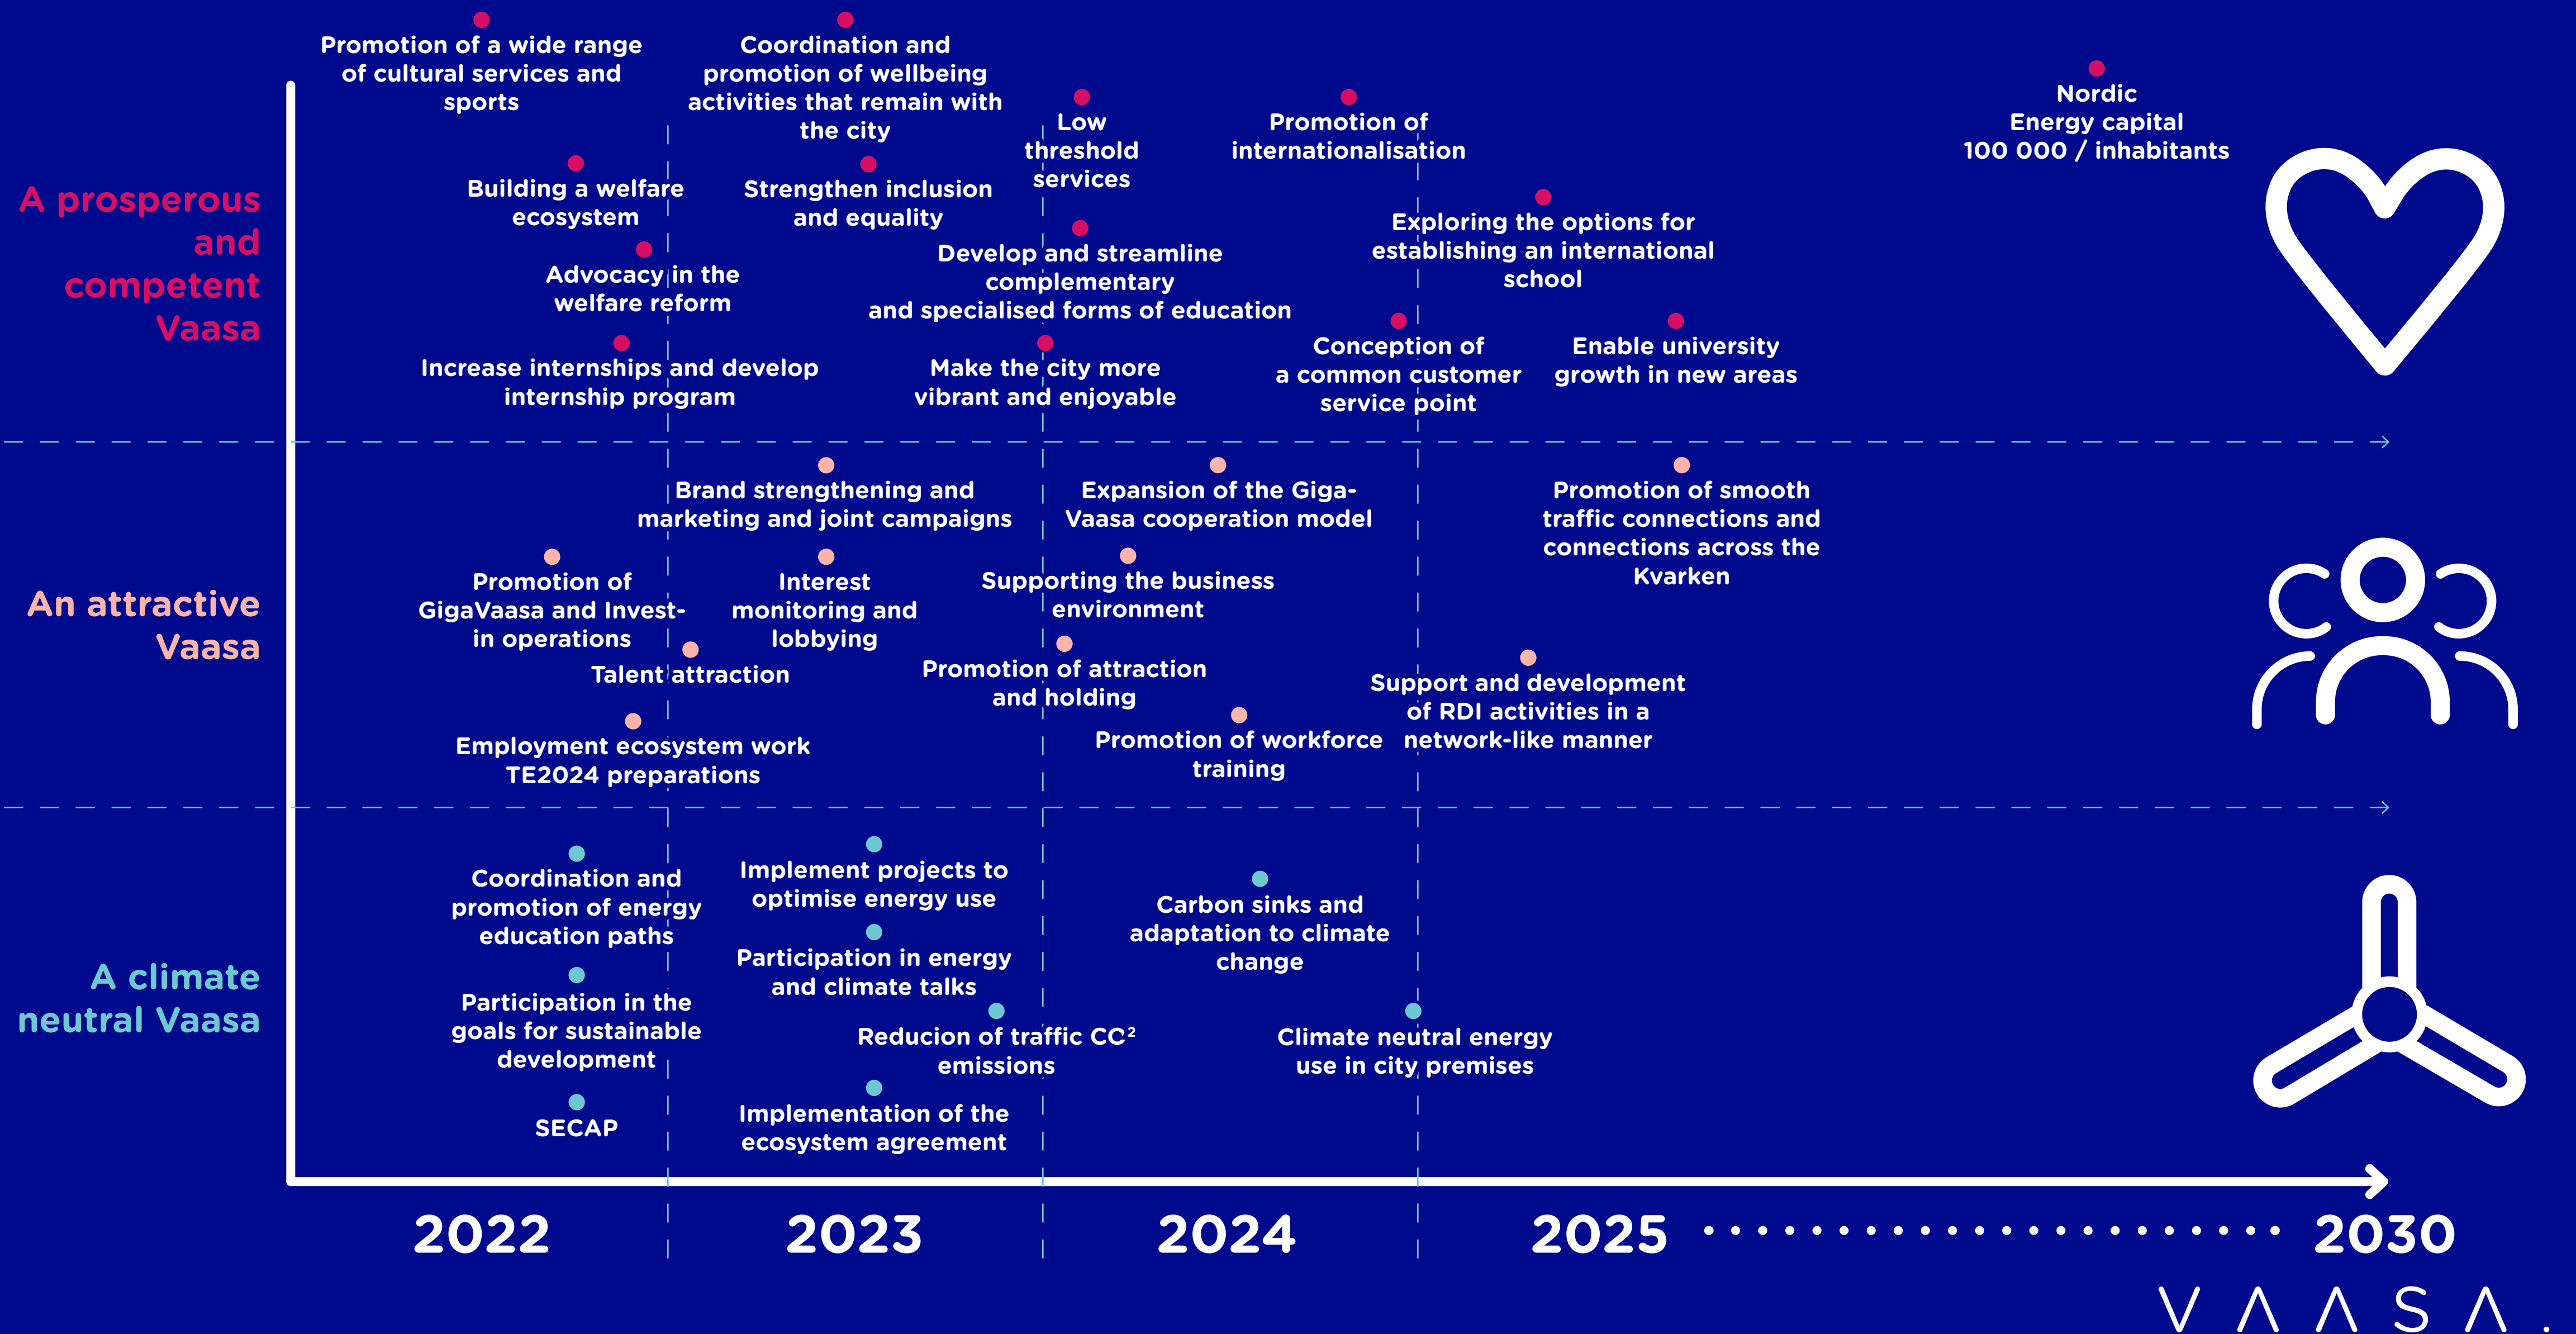 A prosperous
and
competent
Vaasa
Promotion of a wide range
of cultural services and
sports
Building a welfare
ecosystem
Advocacy in the
welfare reform
Increase internships and develop
internship program
Coordination and
promotion of wellbeing
activities that remain with
the city
Strengthen inclusion
and equality
Low
threshold
services
Develop and streamline
complementary
and specialised forms of education
Make the city more
vibrant and enjoyable
Promotion of
internationalisation
Exploring the options for
establishing an international
school
Conception of
a common customer
service point
Enable university
growth in new areas
Nordic
Energy capital
100 000 / inhabitants
An attractive
Vaasa
Promotion of
GigaVaasa and Invest-
in operations
Talent attraction
Employment ecosystem work
TE2024 preparations
Brand strengthening and
marketing and joint campaigns
Interest
monitoring and
lobbying
Expansion of the Giga-
Vaasa cooperation model
Supporting the business
environment
Promotion of attraction
and holding
Promotion of workforce
training
Promotion of smooth
traffic connections and
connections across the
Kvarken
Support and development
of RDI activities in a
network-like manner
A climate
neutral Vaasa
Coordination and
promotion of energy
education paths
Participation in the
goals for sustainable
development
SECAP
Implement projects to
optimise energy use
Participation in energy
and climate talks
Reducion of traffic CC²
emissions
Implementation of the
ecosystem agreement
Carbon sinks and
adaptation to climate
change
Climate neutral energy
use in city premises
2022
2023
2024
2025
2030
VAASA.